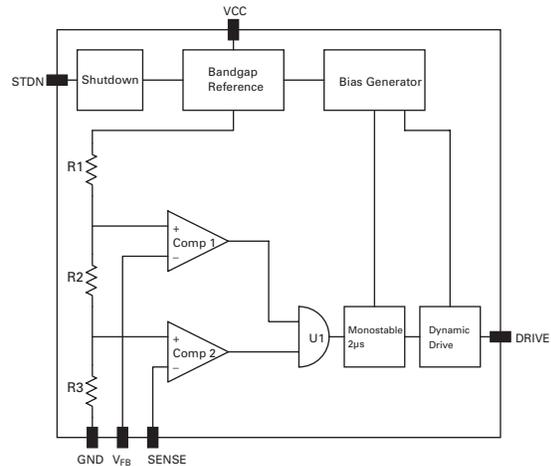 VCC
STDN
Shutdown
Bandgap
Reference
Bias Generator
R1
+
Comp 1
−
R2
+
Comp 2
−
U1
Monostable
2µs
Dynamic
Drive
DRIVE
R3
GND
VFB
SENSE